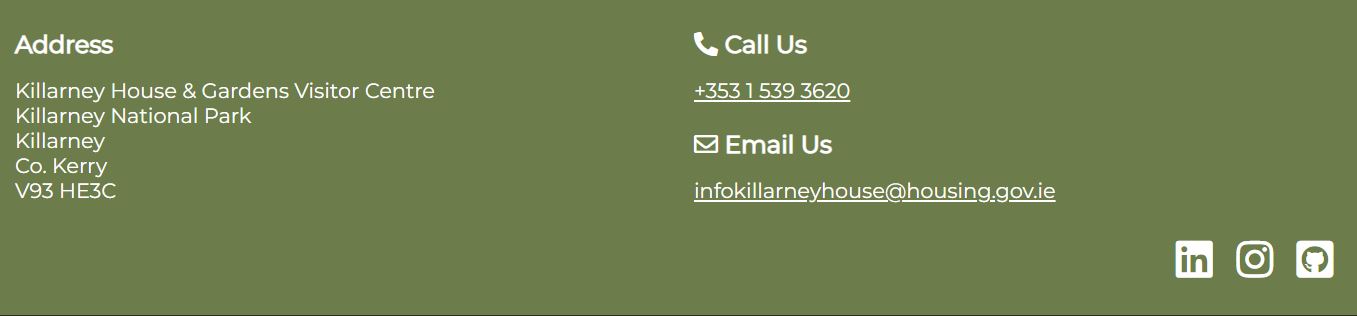 Address
Killarney House & Gardens Visitor Centre
Killarney National Park
Killarney
Co. Kerry
V93 HE3C
Call Us
+353 1 539 3620
Email Us
infokillarneyhouse@housing.gov.ie
in